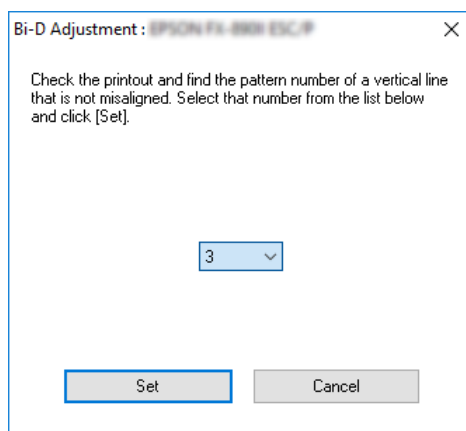 Bi-D Adjustment :
Check the printout and find the pattern number of a vertical line
that is not misaligned. Select that number from the list below
and click [Set].
3
Set
Cancel